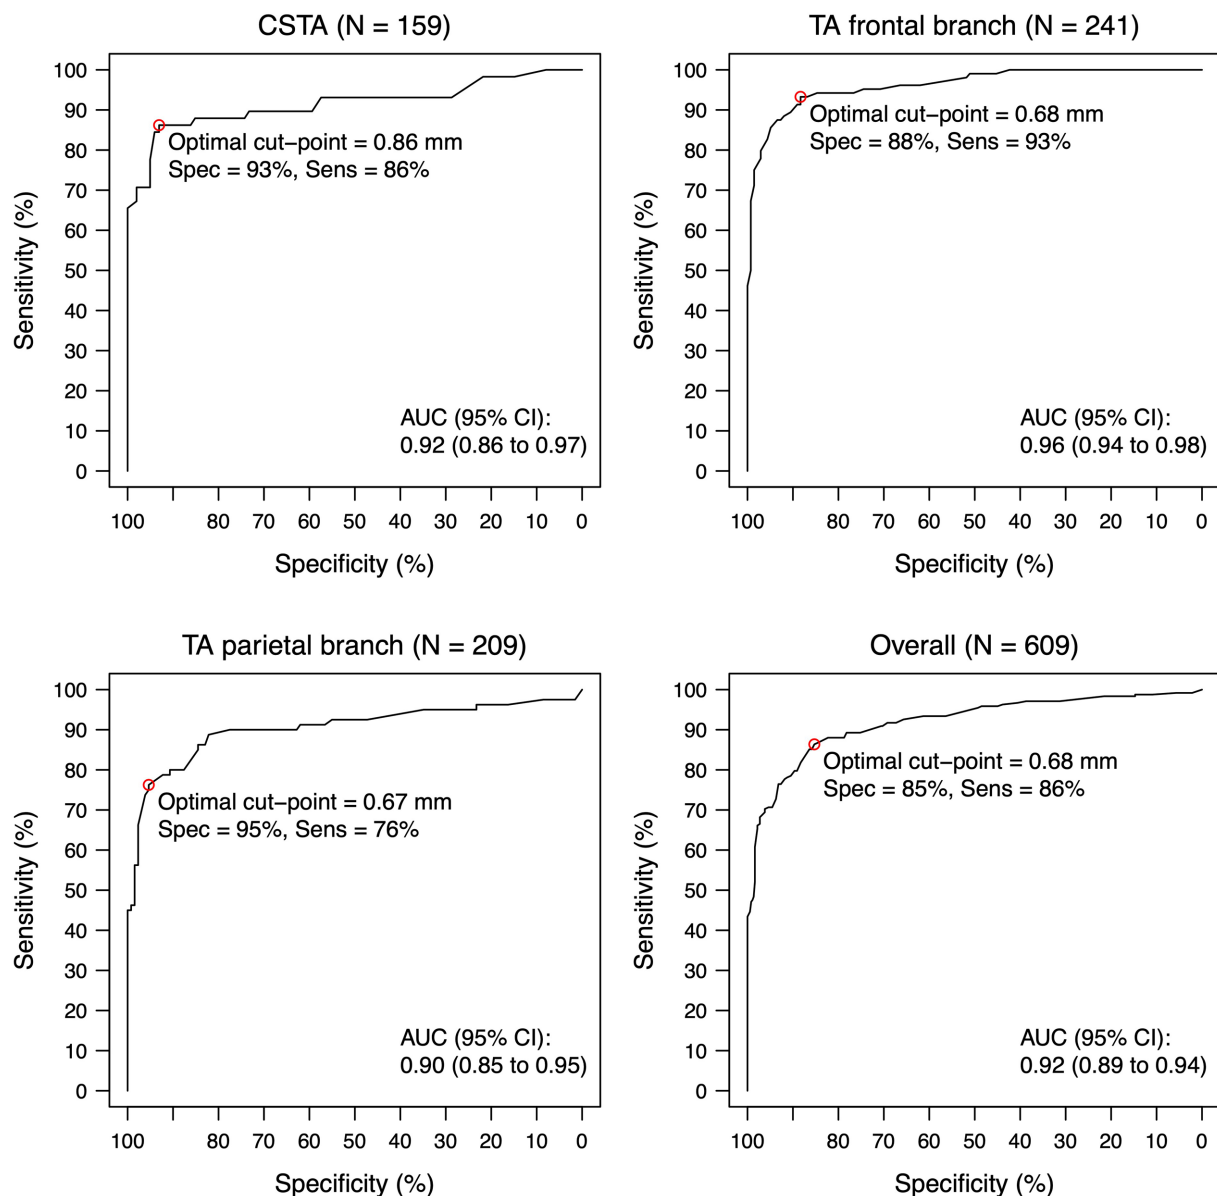 CSTA (N = 159)
100
90
80
70
60
50
40
30
20
10
0
Sensitivity (%)
Optimal cut−point = 0.86 mm
Spec = 93%, Sens = 86%
AUC (95% CI):
0.92 (0.86 to 0.97)
100 80 70 60 50 40 30 20 10 0
Specificity (%)
TA frontal branch (N = 241)
100
90
80
70
60
50
40
30
20
10
0
Sensitivity (%)
Optimal cut−point = 0.68 mm
Spec = 88%, Sens = 93%
AUC (95% CI):
0.96 (0.94 to 0.98)
100 80 70 60 50 40 30 20 10 0
Specificity (%)
TA parietal branch (N = 209)
100
90
80
70
60
50
40
30
20
10
0
Sensitivity (%)
Optimal cut−point = 0.67 mm
Spec = 95%, Sens = 76%
AUC (95% CI):
0.90 (0.85 to 0.95)
100 80 70 60 50 40 30 20 10 0
Specificity (%)
Overall (N = 609)
100
90
80
70
60
50
40
30
20
10
0
Sensitivity (%)
Optimal cut−point = 0.68 mm
Spec = 85%, Sens = 86%
AUC (95% CI):
0.92 (0.89 to 0.94)
100 80 70 60 50 40 30 20 10 0
Specificity (%)